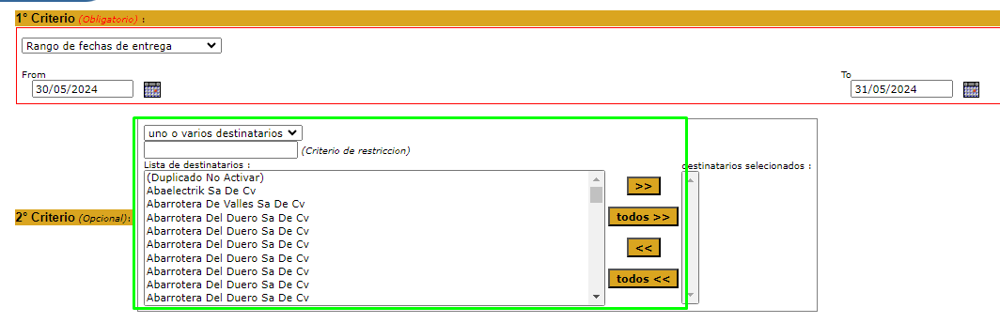 1° Criterio (Obligatorio) :
Rango de fechas de entrega
From
To
30/05/2024
31/05/2024
uno o varios destinatarios
(Criterio de restriccion)
Lista de destinatarios :
destinatarios selecionados :
(Duplicado No Activar)
Abaelectrik Sa De Cv
Abarrotera De Valles Sa De Cv
Abarrotera Del Duero Sa De Cv
Abarrotera Del Duero Sa De Cv
Abarrotera Del Duero Sa De Cv
Abarrotera Del Duero Sa De Cv
Abarrotera Del Duero Sa De Cv
Abarrotera Del Duero Sa De Cv
Abarrotera Del Duero Sa De Cv
>>
todos >>
<<
todos <<
2° Criterio (Opcional):